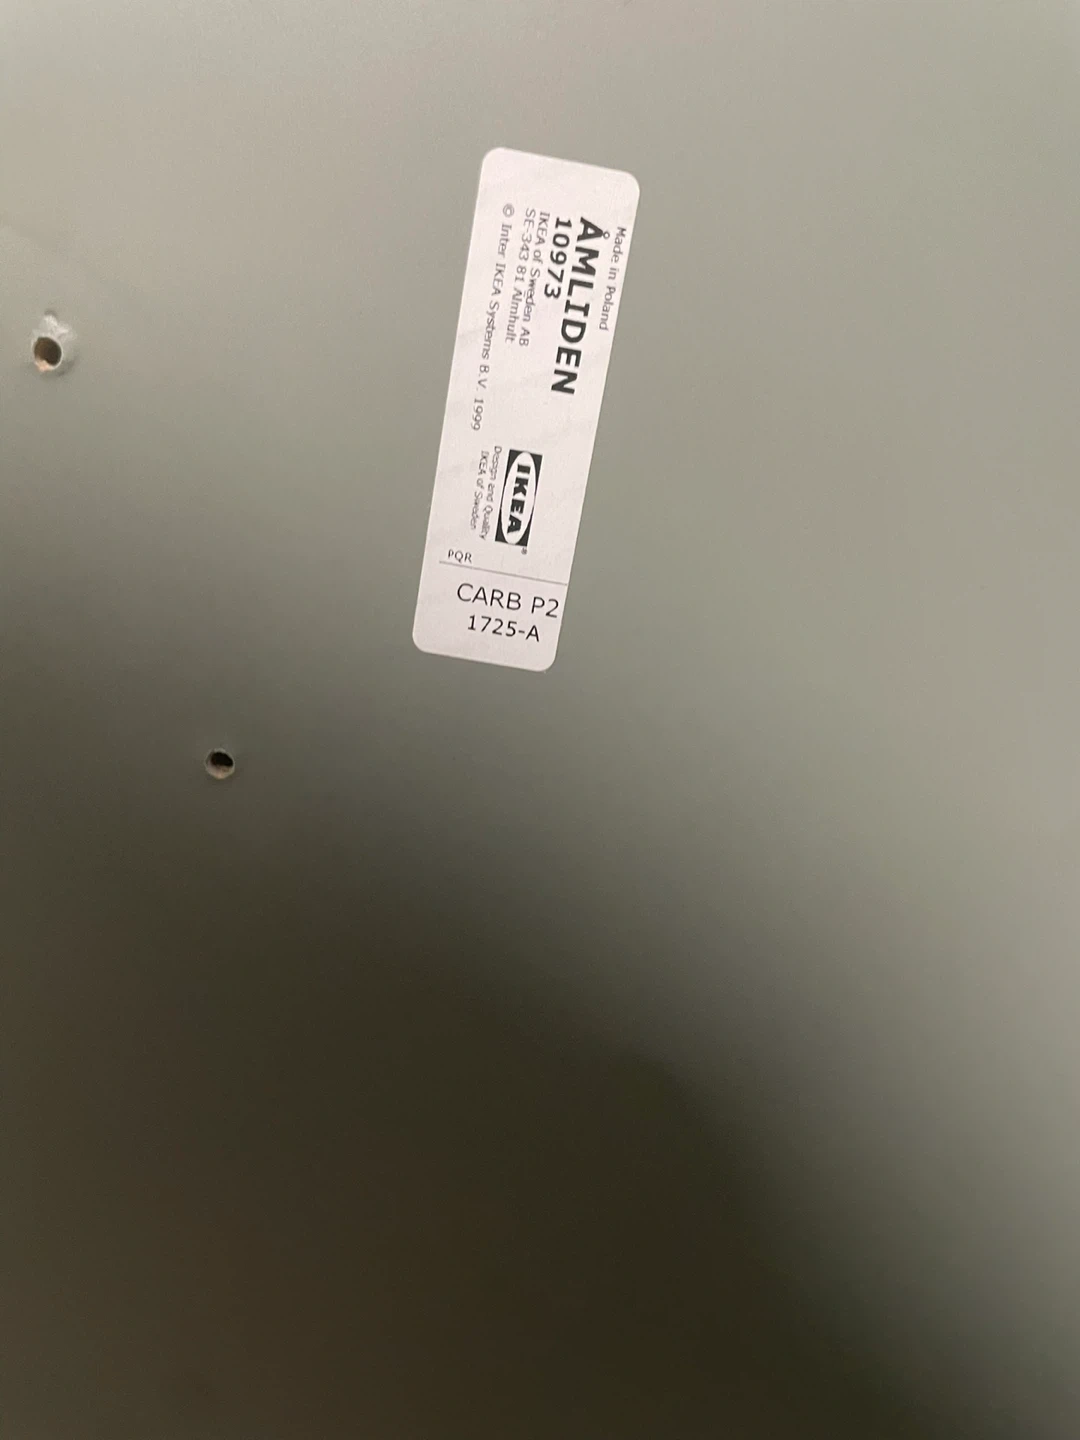 Made in Poland
ÅMLIDEN
10973
IKEA of Sweden AB
SE-343 81 Älmhult
© Inter IKEA Systems B.V. 1999
IKEA®
Design and Quality
IKEA of Sweden
PQR
CARB P2
1725-A